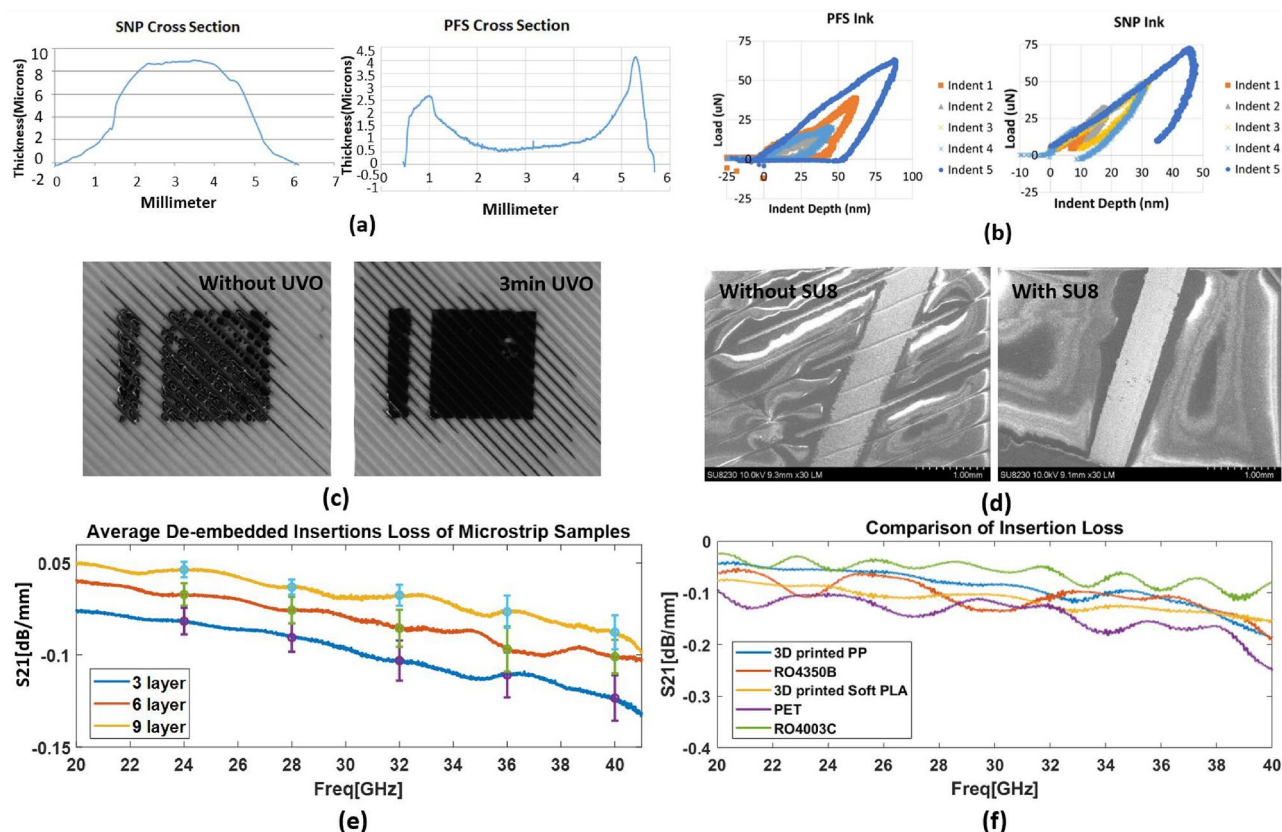 SNP Cross Section
Thickness(Microns)
10
8
6
4
2
0
-2
0 1 2 3 4 5 6 7
Millimeter
PFS Cross Section
Thickness(Microns)
4.5
4
3.5
3
2.5
2
1.5
1
0.5
0
-0.5
-1
0 1 2 3 4 5 6
Millimeter
(a)
PFS Ink
Load (uN)
75
50
25
0
-25
-25 0 25 50 75 100
Indent Depth (nm)
Indent 1
Indent 2
Indent 3
Indent 4
Indent 5
SNP Ink
Load (uN)
75
50
25
0
-25
-10 0 10 20 30 40 50
Indent Depth (nm)
Indent 1
Indent 2
Indent 3
Indent 4
Indent 5
(b)
Without UVO
3min UVO
(c)
Without SU8
SU8230 10.0kV 9.3mm x30 LM
1.00mm
With SU8
SU8230 10.0kV 9.1mm x30 LM
1.00mm
(d)
Average De-embedded Insertions Loss of Microstrip Samples
S21[dB/mm]
0.05
-0.1
-0.15
3 layer
6 layer
9 layer
20 22 24 26 28 30 32 34 36 38 40
Freq[GHz]
(e)
Comparison of Insertion Loss
S21[dB/mm]
0
-0.1
-0.2
-0.3
-0.4
3D printed PP
RO4350B
3D printed Soft PLA
PET
RO4003C
20 22 24 26 28 30 32 34 36 38 40
Freq[GHz]
(f)